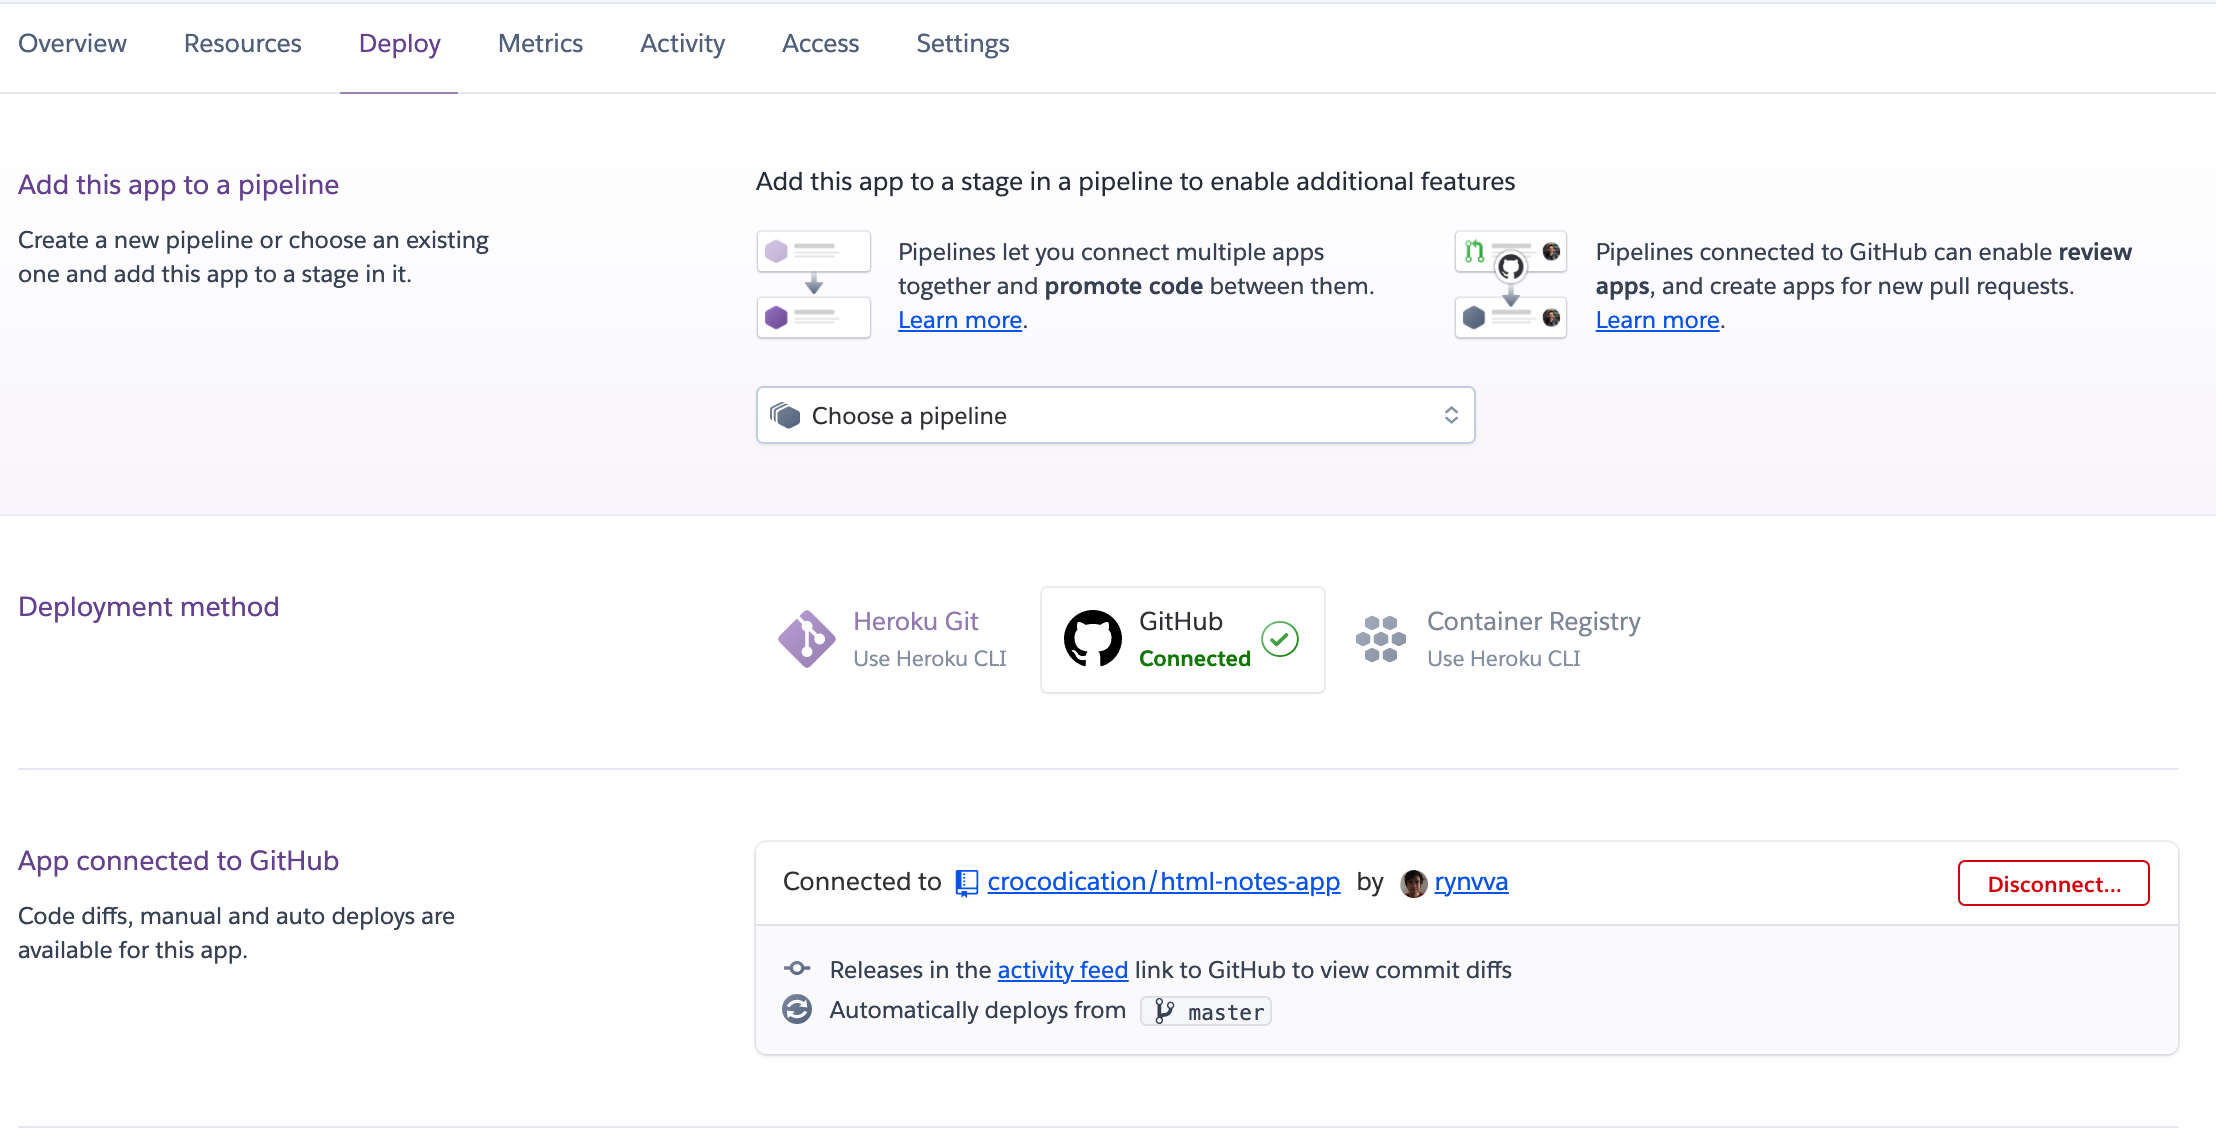 Overview Resources Deploy Metrics Activity Access Settings
Add this app to a pipeline
Create a new pipeline or choose an existing
one and add this app to a stage in it.
Add this app to a stage in a pipeline to enable additional features
Pipelines let you connect multiple apps
together and promote code between them.
Learn more.
Pipelines connected to GitHub can enable review
apps, and create apps for new pull requests.
Learn more.
Choose a pipeline
Deployment method
Heroku Git
Use Heroku CLI
GitHub
Connected
Container Registry
Use Heroku CLI
App connected to GitHub
Code diffs, manual and auto deploys are
available for this app.
Connected to crocodication/html-notes-app by rynvva
Disconnect...
Releases in the activity feed link to GitHub to view commit diffs
Automatically deploys from master